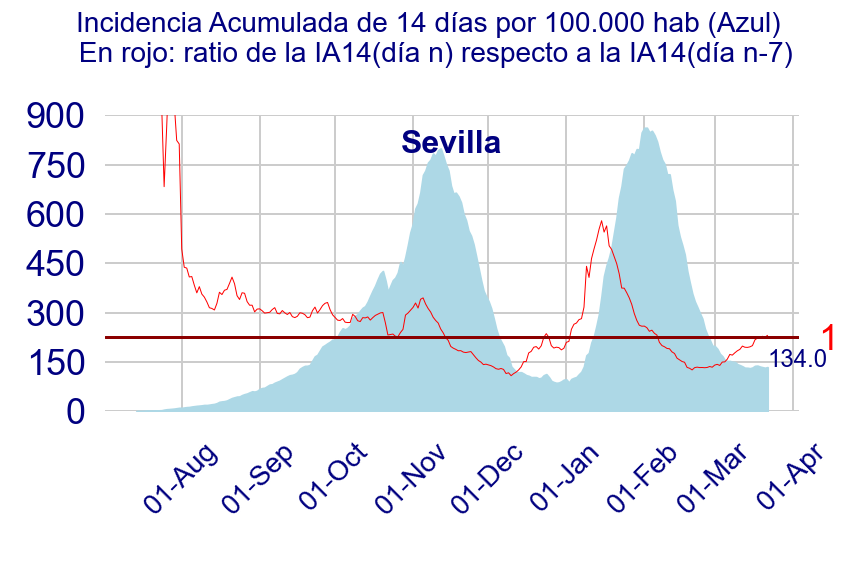 Incidencia Acumulada de 14 días por 100.000 hab (Azul)
En rojo: ratio de la IA14(día n) respecto a la IA14(día n-7)
Sevilla
900
750
600
450
300
150
0
1
134.0
01-Aug
01-Sep
01-Oct
01-Nov
01-Dec
01-Jan
01-Feb
01-Mar
01-Apr